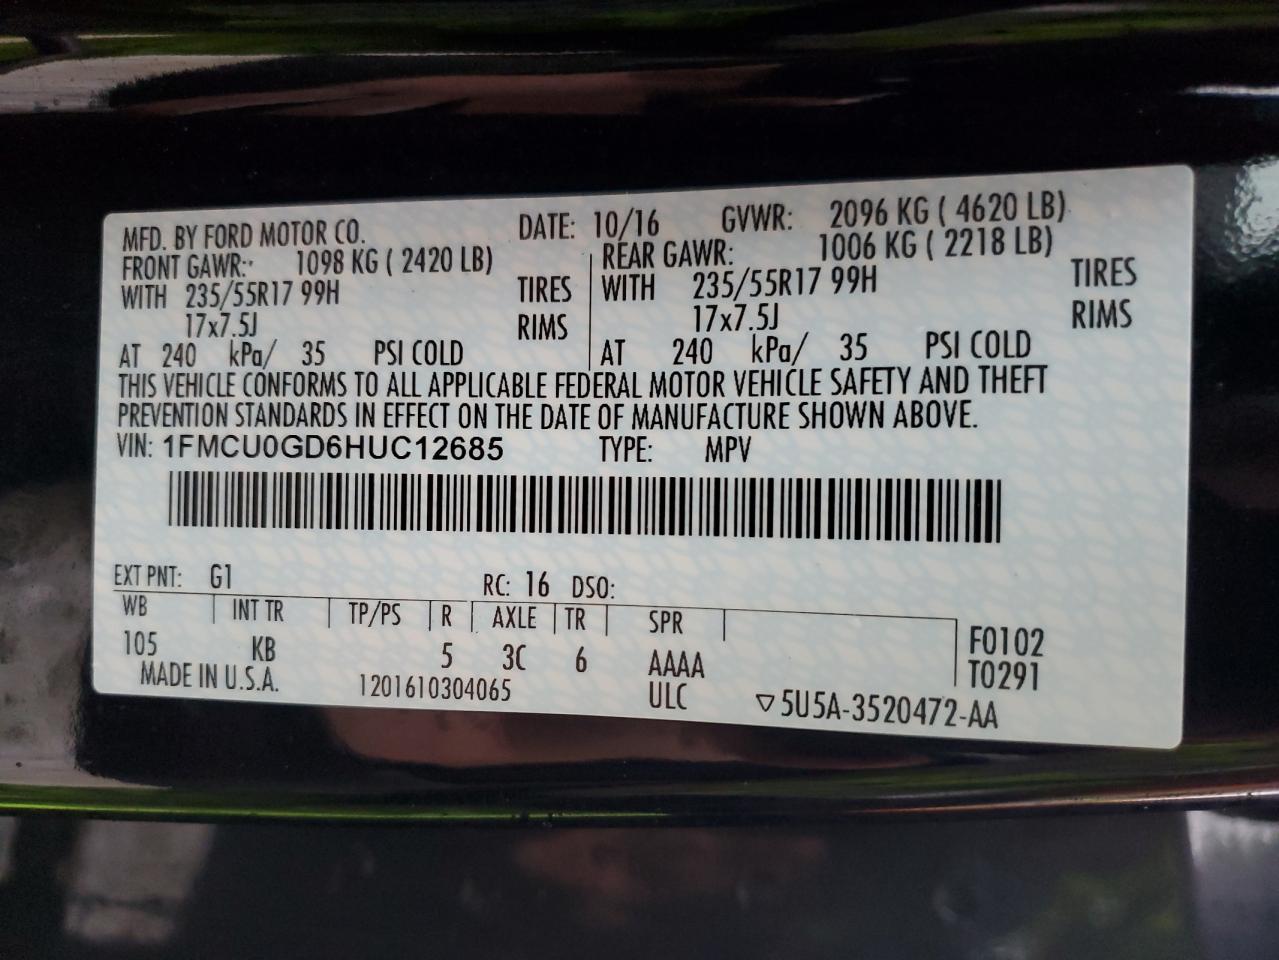 MFD. BY FORD MOTOR CO. DATE: 10/16 GVWR: 2096 KG ( 4620 LB)
FRONT GAWR: 1098 KG ( 2420 LB) REAR GAWR: 1006 KG ( 2218 LB)
WITH 235/55R17 99H TIRES WITH 235/55R17 99H TIRES
17x7.5J RIMS 17x7.5J RIMS
AT 240 kPa/ 35 PSI COLD AT 240 kPa/ 35 PSI COLD
THIS VEHICLE CONFORMS TO ALL APPLICABLE FEDERAL MOTOR VEHICLE SAFETY AND THEFT
PREVENTION STANDARDS IN EFFECT ON THE DATE OF MANUFACTURE SHOWN ABOVE.
VIN: 1FMCU0GD6HUC12685 TYPE: MPV
EXT PNT: G1 RC: 16 DSO:
WB INT TR TP/PS R AXLE TR SPR
105 KB 5 3C 6 AAAA F0102
MADE IN U.S.A. 1201610304065 ULC T0291
▽5U5A-3520472-AA